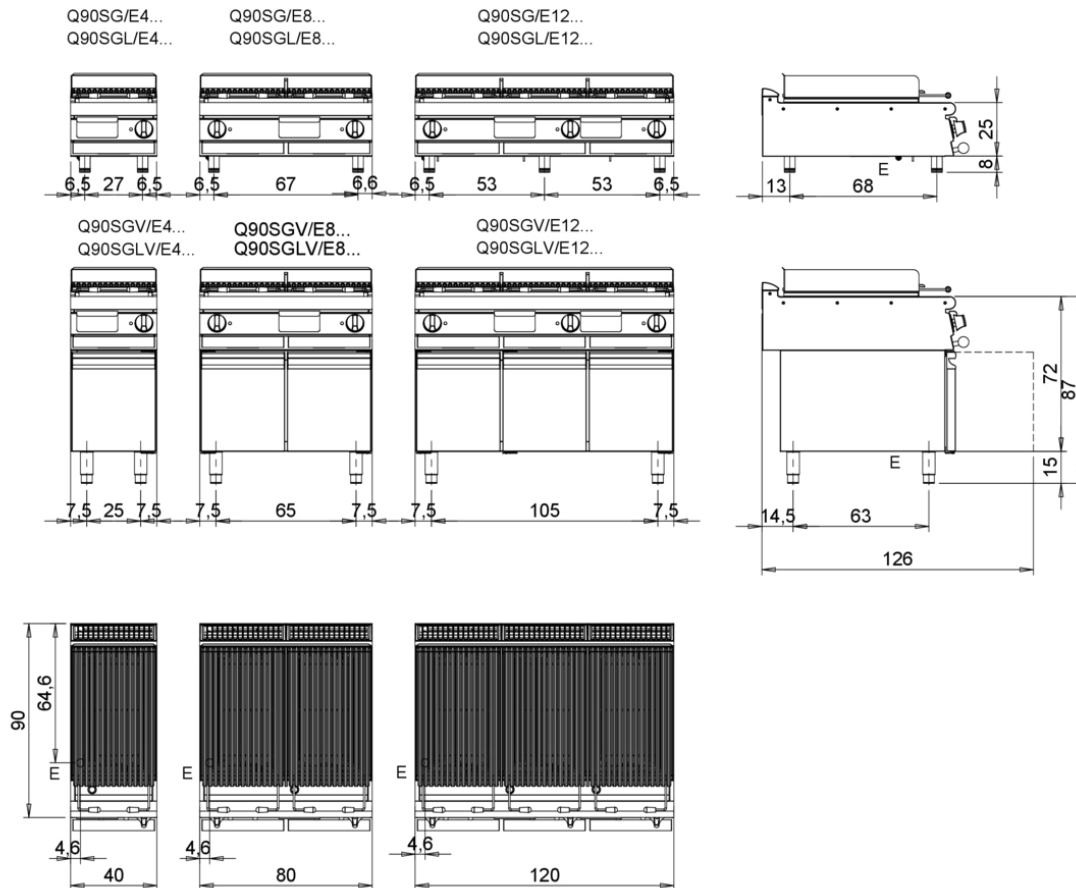 Q90SG/E4... Q90SG/E8... Q90SG/E12...
Q90SGL/E4... Q90SGL/E8... Q90SGL/E12...
25
8
E
6,5 27 6,5 6,5 67 6,6 6,5 53 53 6,5 13 68
Q90SGV/E4... Q90SGV/E8... Q90SGV/E12...
Q90SGLV/E4... Q90SGLV/E8... Q90SGLV/E12...
72
87
E
15
7,5 25 7,5 7,5 65 7,5 7,5 105 7,5 14,5 63
126
64,6
90
E E E
4,6 4,6 4,6
40 80 120